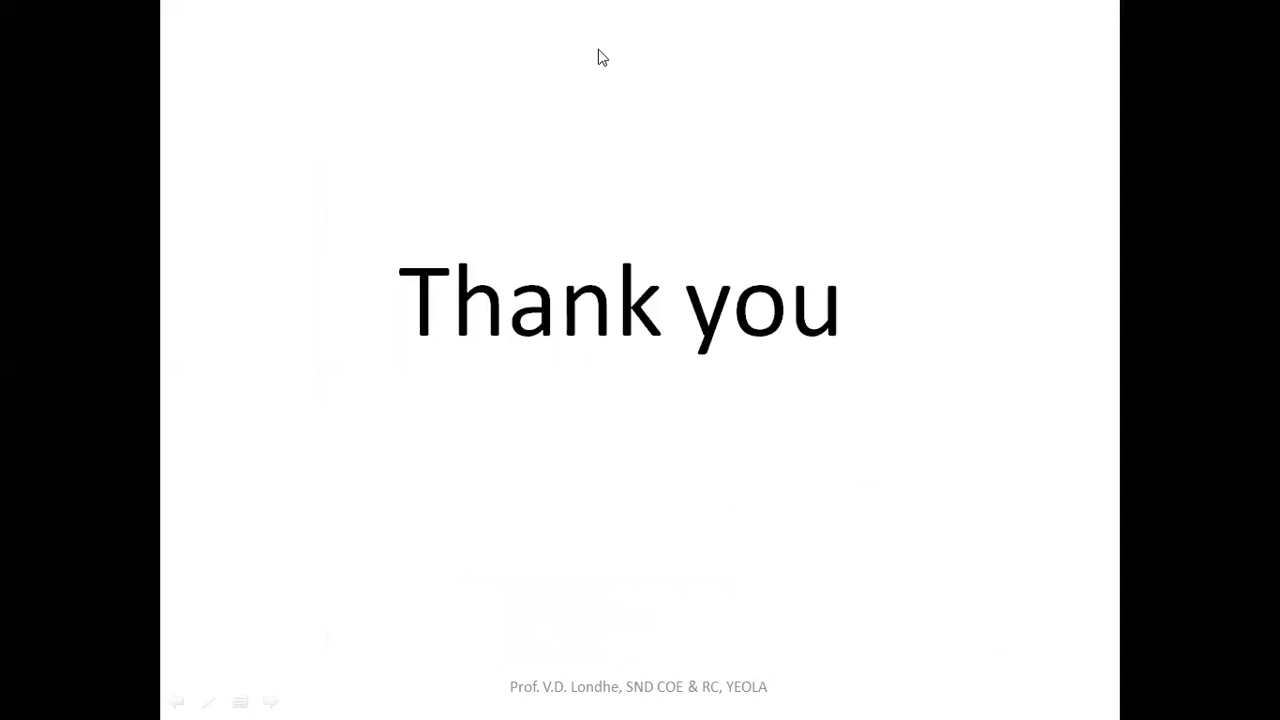 Thank you
Prof. V.D. Londhe, SND COE & RC, YEOLA